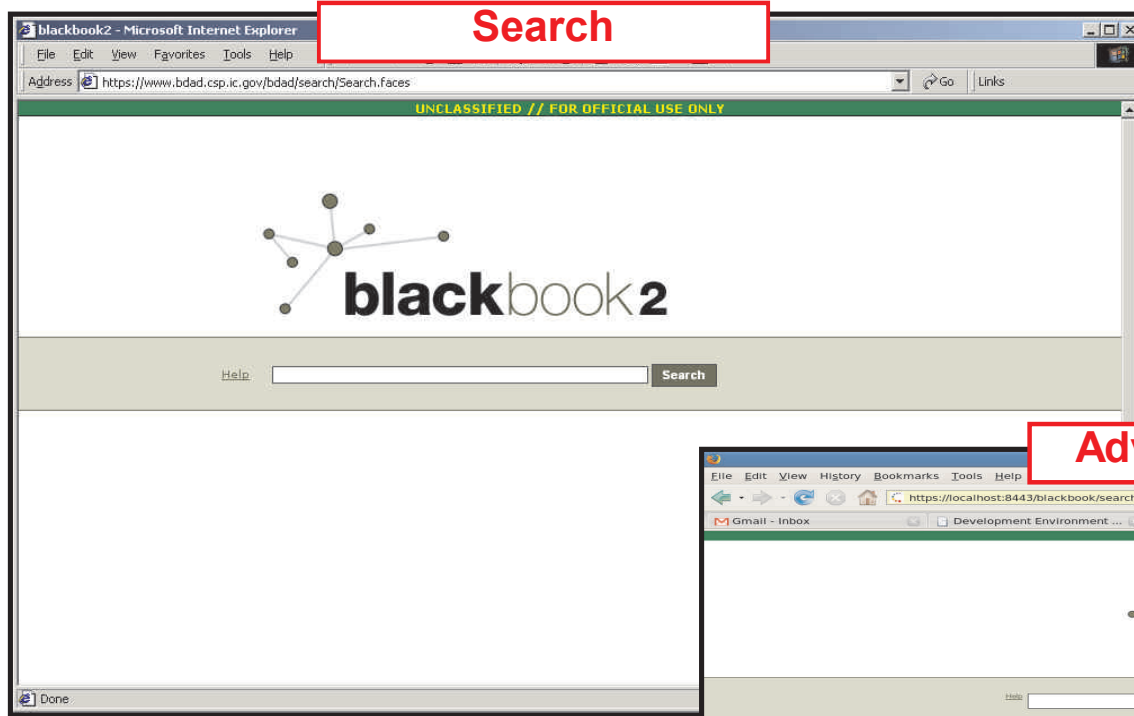 Search
blackbook2 - Microsoft Internet Explorer
File Edit View Favorites Tools Help
Address https://www.bdad.csp.ic.gov/bdad/search/Search.faces Go Links
UNCLASSIFIED // FOR OFFICIAL USE ONLY
blackbook2
Help Search
Adv
File Edit View History Bookmarks Tools Help
https://localhost:8443/blackbook/search
Gmail - Inbox Development Environment ...
Help
Done